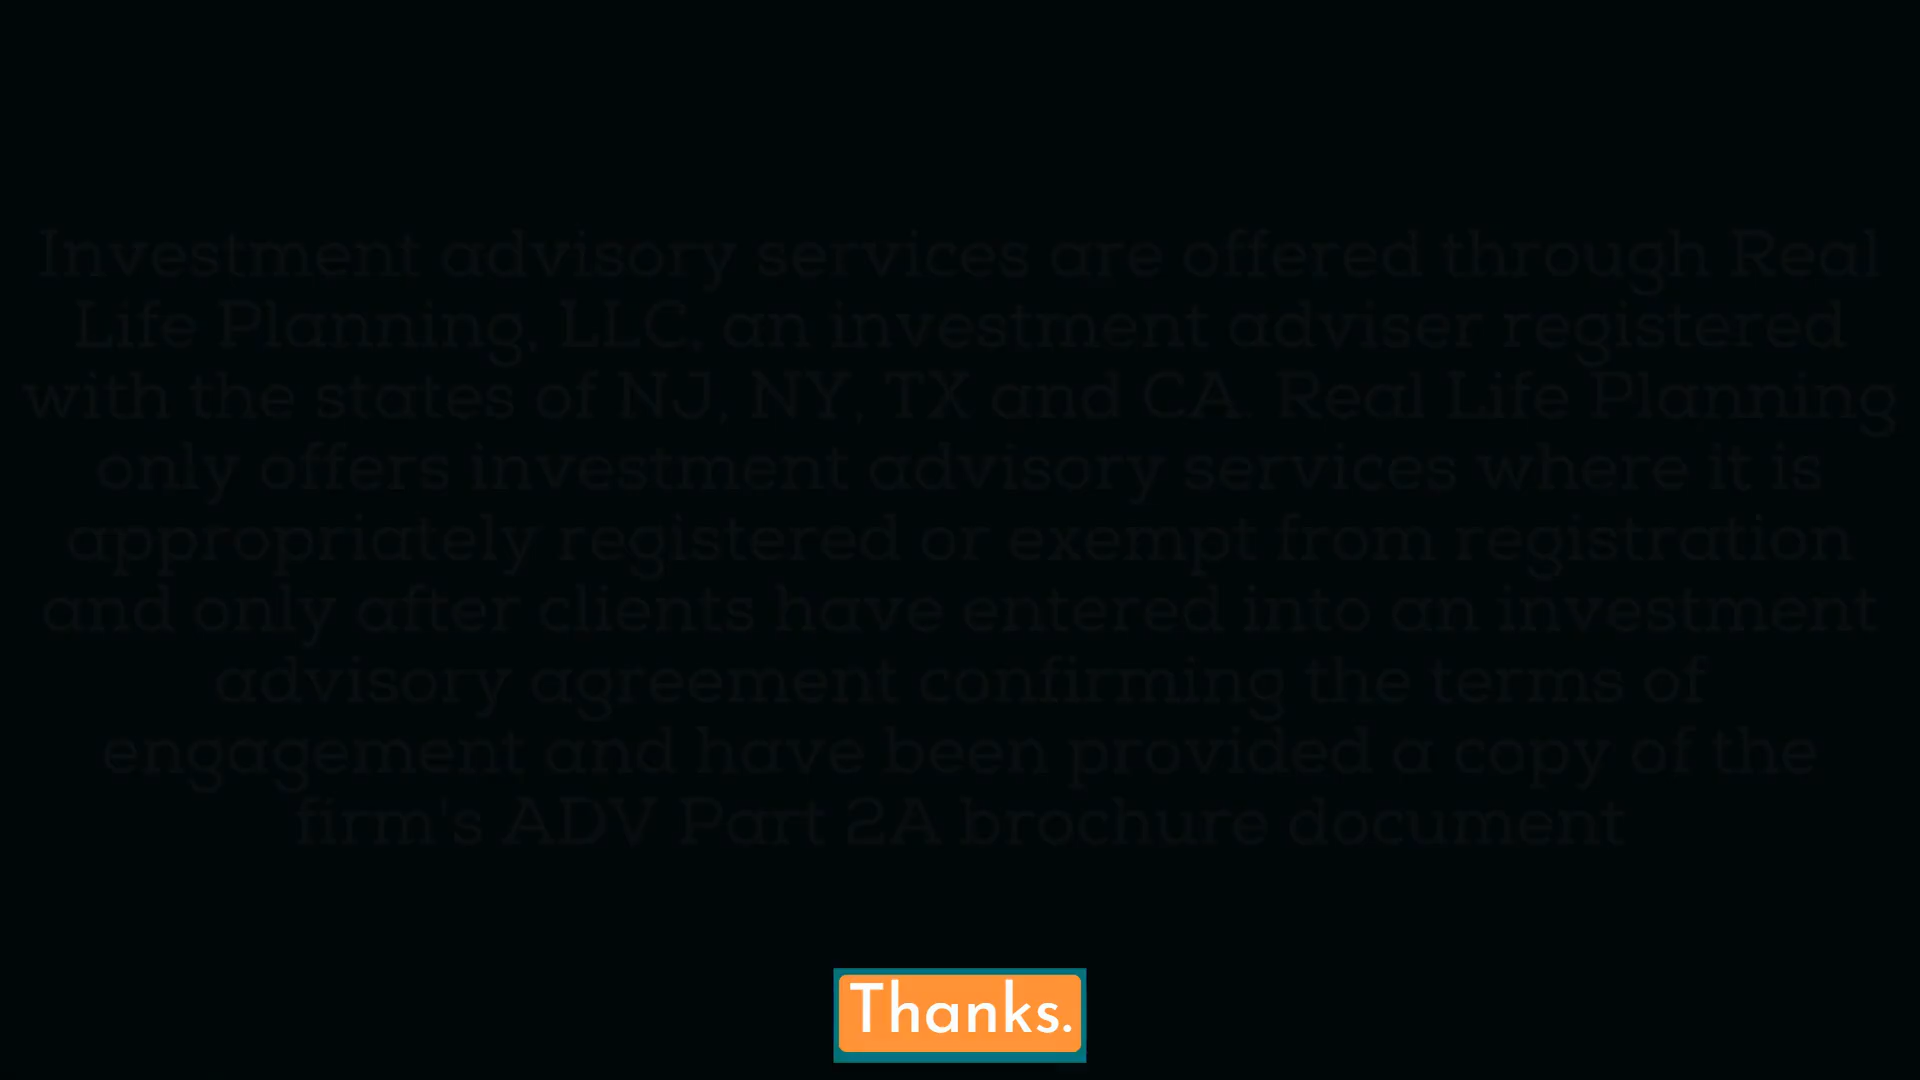 Investment advisory services are offered through Real
Life Planning, LLC, an investment adviser registered
with the states of NJ, NY, TX and CA. Real Life Planning
only offers investment advisory services where it is
appropriately registered or exempt from registration
and only after clients have entered into an investment
advisory agreement confirming the terms of
engagement and have been provided a copy of the
firm's ADV Part 2A brochure document
Thanks.